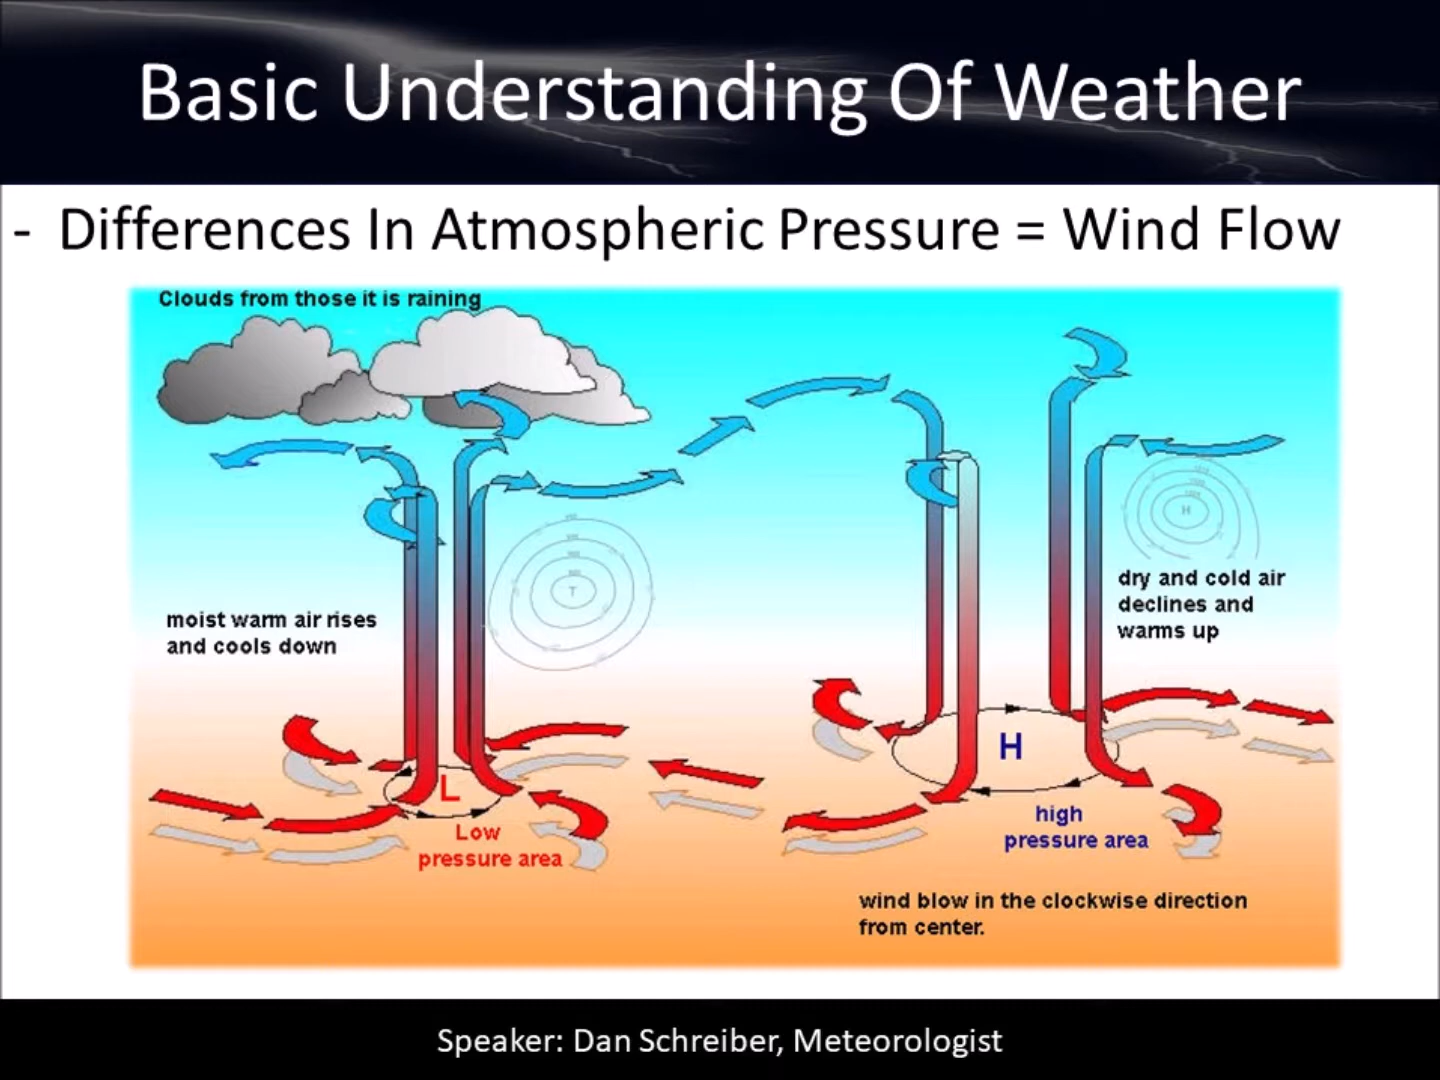 Basic Understanding Of Weather
- Differences In Atmospheric Pressure = Wind Flow
Clouds from those it is raining
moist warm air rises
and cools down
T
H
dry and cold air
declines and
warms up
L
Low
pressure area
H
high
pressure area
wind blow in the clockwise direction
from center.
Speaker: Dan Schreiber, Meteorologist